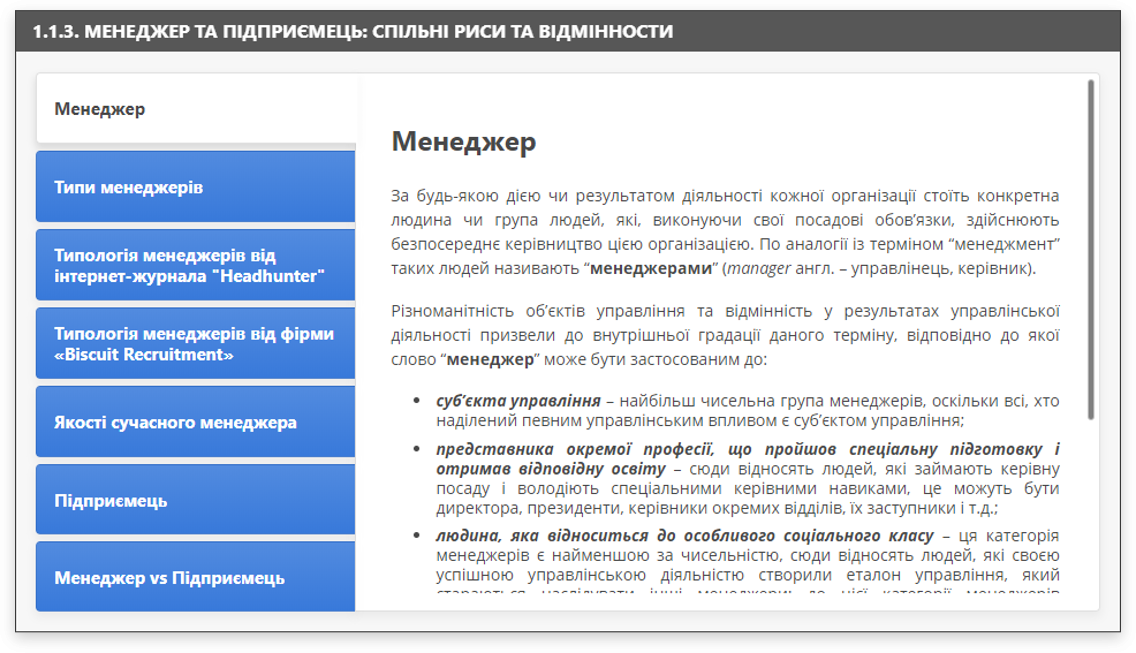 1.1.3. МЕНЕДЖЕР ТА ПІДПРИЄМЕЦЬ: СПІЛЬНІ РИСИ ТА ВІДМІННОСТИ
Менеджер
Типи менеджерів
Типологія менеджерів від
інтернет-журнала "Headhunter"
Типологія менеджерів від фірми
«Biscuit Recruitment»
Якості сучасного менеджера
Підприємець
Менеджер vs Підприємець
Менеджер
За будь-якою дією чи результатом діяльності кожної організації стоїть конкретна
людина чи група людей, які, виконуючи свої посадові обов’язки, здійснюють
безпосереднє керівництво цією організацією. По аналогії із терміном “менеджмент”
таких людей називають “менеджерами” (manager англ. – управлінець, керівник).
Різноманітність об’єктів управління та відмінність у результатах управлінської
діяльності призвели до внутрішньої градації даного терміну, відповідно до якої
слово “менеджер” може бути застосованим до:
• суб’єкта управління – найбільш чисельна група менеджерів, оскільки всі, хто
наділений певним управлінським впливом є суб’єктом управління;
• представника окремої професії, що пройшов спеціальну підготовку і
отримав відповідну освіту – сюди відносять людей, які займають керівну
посаду і володіють спеціальними керівними навиками, це можуть бути
директора, президенти, керівники окремих відділів, їх заступники і т.д.;
• людина, яка відноситься до особливого соціального класу – ця категорія
менеджерів є найменшою за чисельністю, сюди відносять людей, які своєю
успішною управлінською діяльністю створили еталон управління, який
стараються наслідувати інші менеджери; до цієї категорії менеджерів